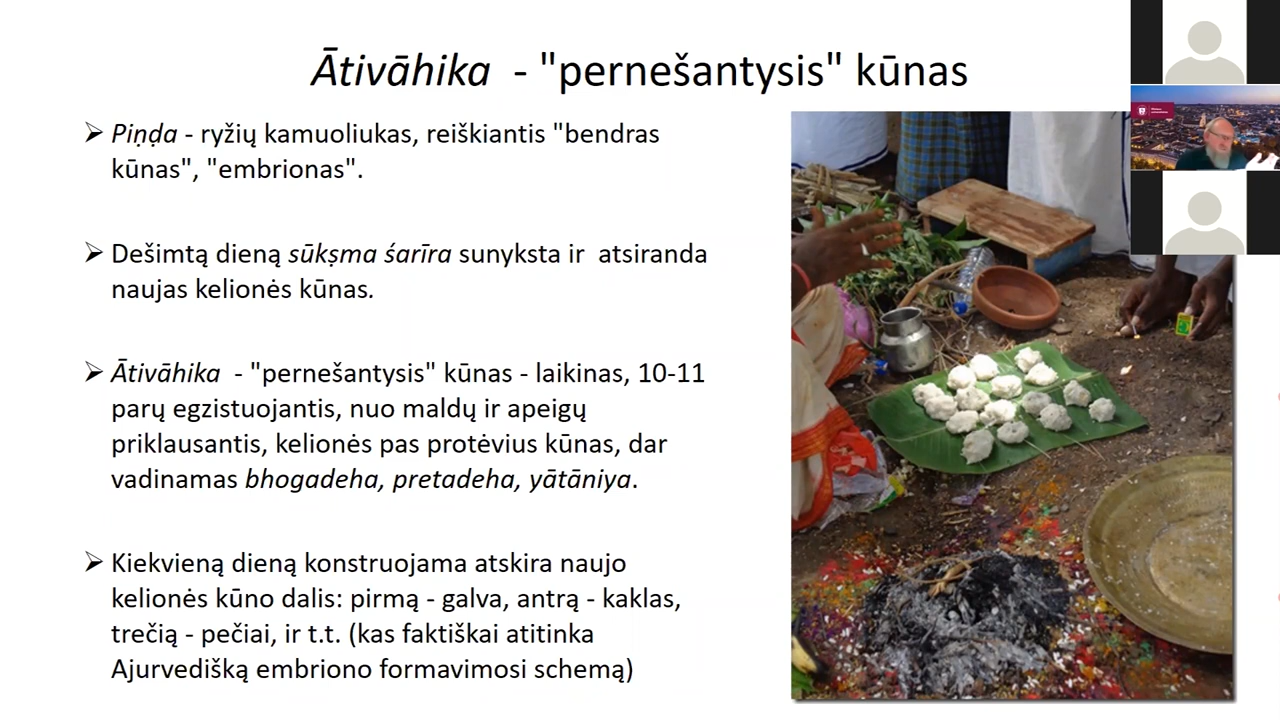 Ātivāhika - "pernešantysis" kūnas
Piṇḍa - ryžių kamuoliukas, reiškiantis "bendras
kūnas", "embrionas".
Dešimtą dieną sūkṣma śarīra sunyksta ir atsiranda
naujas kelionės kūnas.
Ātivāhika - "pernešantysis" kūnas - laikinas, 10-11
parų egzistuojantis, nuo maldų ir apeigų
priklausantis, kelionės pas protėvius kūnas, dar
vadinamas bhogadeha, pretadeha, yātāniya.
Kiekvieną dieną konstruojama atskira naujo
kelionės kūno dalis: pirmą - galva, antrą - kaklas,
trečią - pečiai, ir t.t. (kas faktiškai atitinka
Ajurvedišką embriono formavimosi schemą)